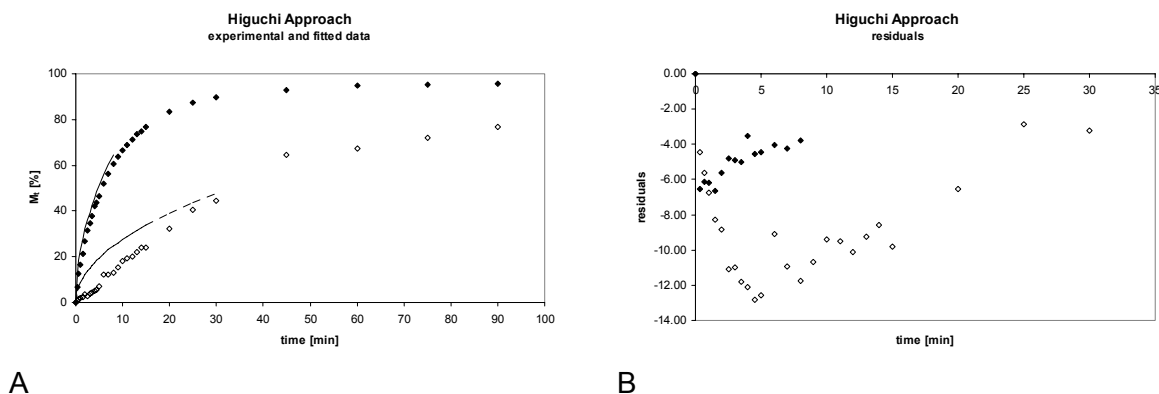 Higuchi Approach
experimental and fitted data
100
80
60
40
20
0
Mt [%]
0 10 20 30 40 50 60 70 80 90 100
time [min]
A
Higuchi Approach
residuals
0.00
-2.00
-4.00
-6.00
-8.00
-10.00
-12.00
-14.00
residuals
0 5 10 15 20 25 30 35
time [min]
B